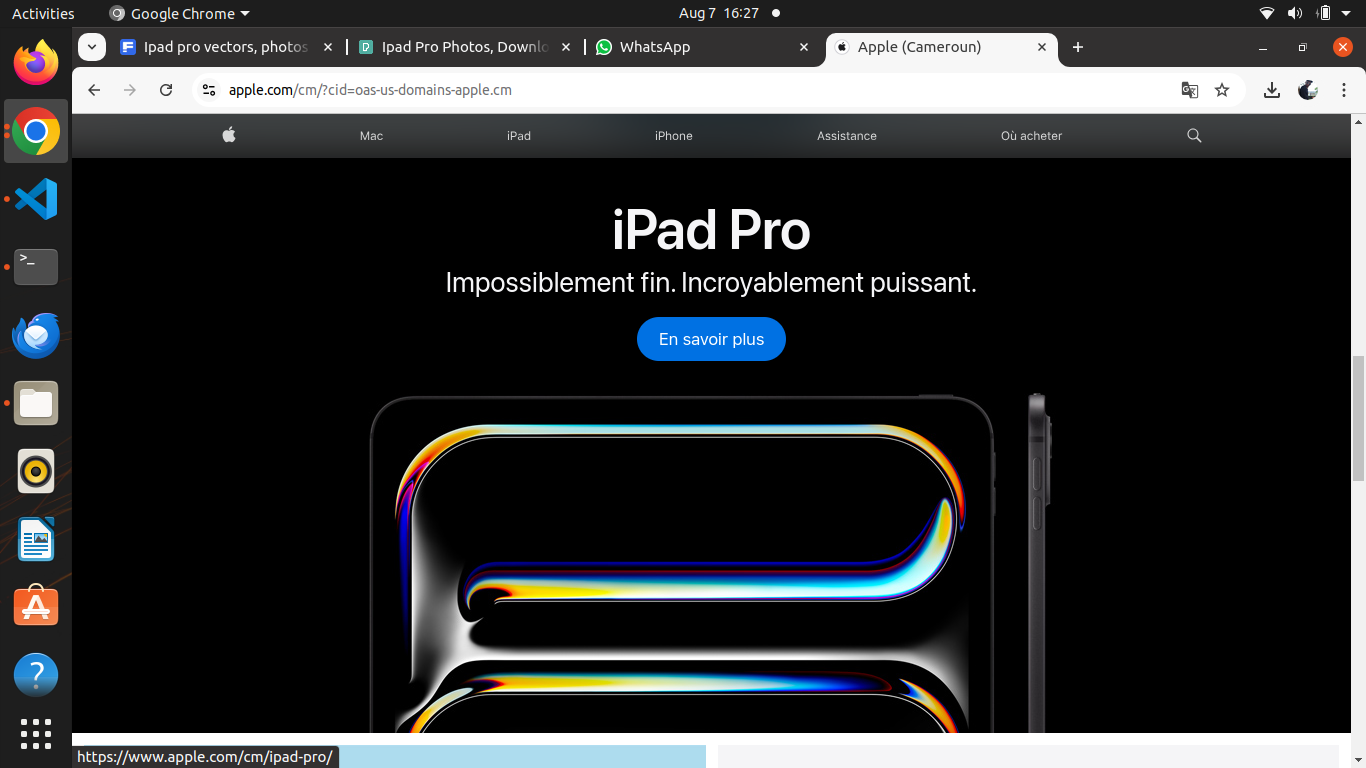 Activities
Google Chrome
Aug 7 16:27
Ipad pro vectors, photos
Ipad Pro Photos, Downlo
WhatsApp
Apple (Cameroun)
apple.com/cm/?cid=oas-us-domains-apple.cm
Mac
iPad
iPhone
Assistance
Où acheter
iPad Pro
Impossiblement fin. Incroyablement puissant.
En savoir plus
https://www.apple.com/cm/ipad-pro/